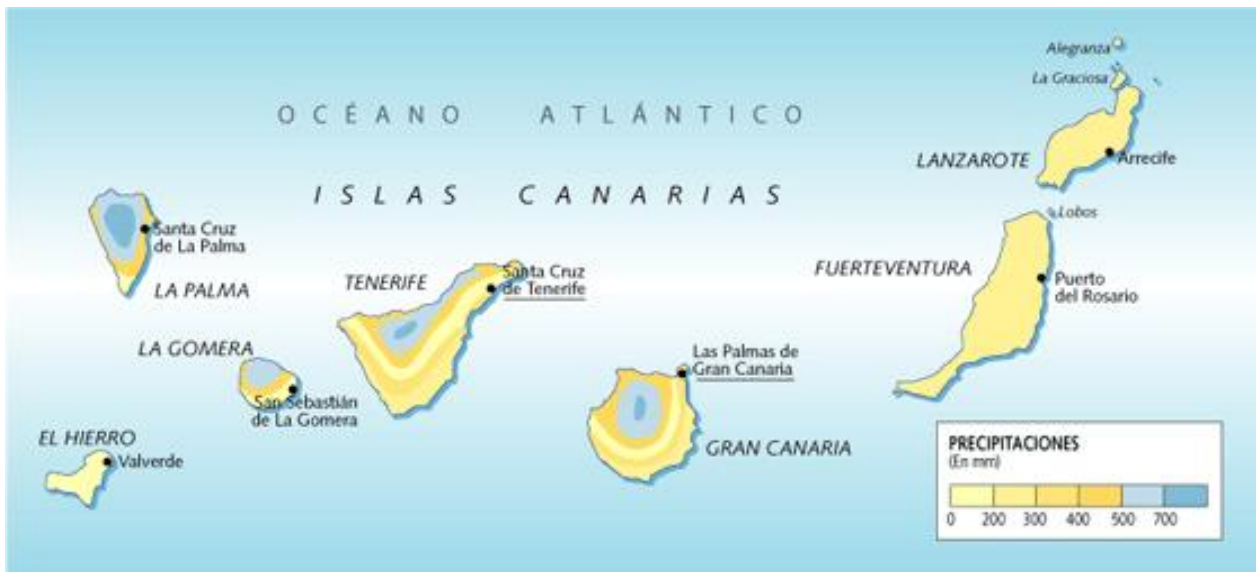 Alegranza
La Graciosa
OCÉANO ATLÁNTICO
LANZAROTE
Arrecife
ISLAS CANARIAS
Lobos
Santa Cruz
de La Palma
LA PALMA
TENERIFE
Santa Cruz
de Tenerife
FUERTEVENTURA
Puerto
del Rosario
LA GOMERA
San Sebastián
de La Gomera
Las Palmas de
Gran Canaria
GRAN CANARIA
EL HIERRO
Valverde
PRECIPITACIONES
(En mm)
0 200 300 400 500 700